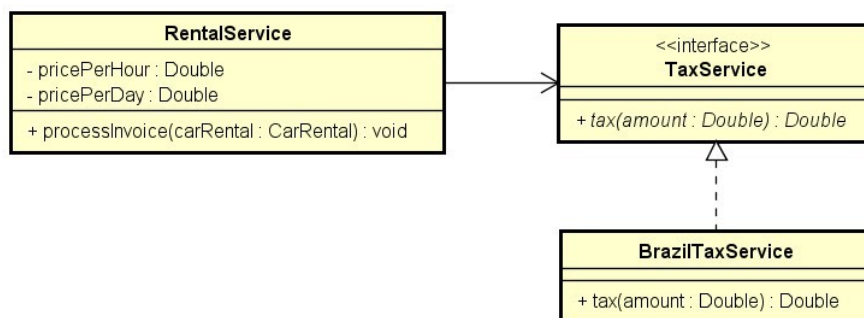 RentalService
- pricePerHour : Double
- pricePerDay : Double
+ processInvoice(carRental : CarRental) : void
<<interface>>
TaxService
+ tax(amount : Double) : Double
BrazilTaxService
+ tax(amount : Double) : Double